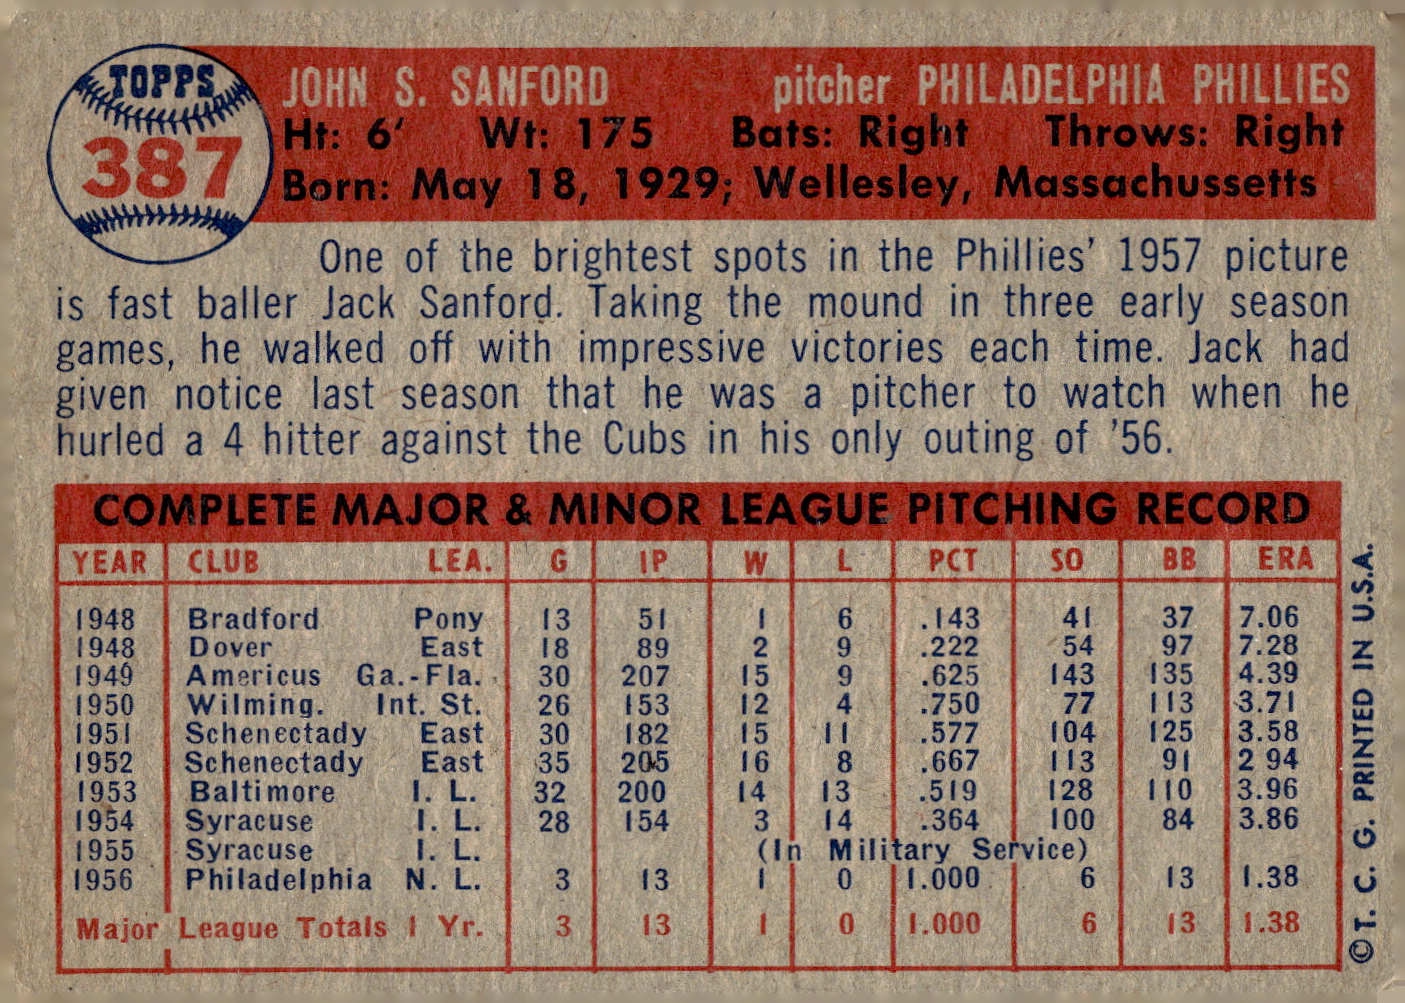 TOPPS
387
JOHN S. SANFORD pitcher PHILADELPHIA PHILLIES
Ht: 6' Wt: 175 Bats: Right Throws: Right
Born: May 18, 1929; Wellesley, Massachussetts
One of the brightest spots in the Phillies' 1957 picture
is fast baller Jack Sanford. Taking the mound in three early season
games, he walked off with impressive victories each time. Jack had
given notice last season that he was a pitcher to watch when he
hurled a 4 hitter against the Cubs in his only outing of '56.
COMPLETE MAJOR & MINOR LEAGUE PITCHING RECORD
YEAR CLUB LEA. G IP W L PCT SO BB ERA
1948 Bradford Pony 13 51 1 6 .143 41 37 7.06
1948 Dover East 18 89 2 9 .222 54 97 7.28
1949 Americus Ga.-Fla. 30 207 15 9 .625 143 135 4.39
1950 Wilming. Int. St. 26 153 12 4 .750 77 113 3.71
1951 Schenectady East 30 182 15 11 .577 104 125 3.58
1952 Schenectady East 35 205 16 8 .667 113 91 2 94
1953 Baltimore I. L. 32 200 14 13 .519 128 110 3.96
1954 Syracuse I. L. 28 154 3 14 .364 100 84 3.86
1955 Syracuse I. L. (In Military Service)
1956 Philadelphia N. L. 3 13 1 0 1.000 6 13 1.38
Major League Totals 1 Yr. 3 13 1 0 1.000 6 13 1.38
© T. C. G. PRINTED IN U.S.A.